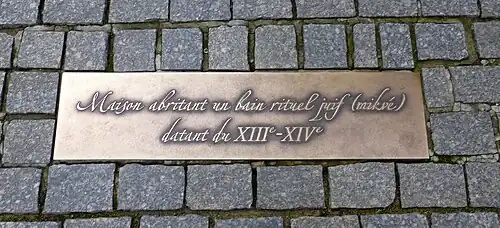 Maison abritant un bain rituel juif (mikvé)
datant du XIIIᵉ-XIVᵉ